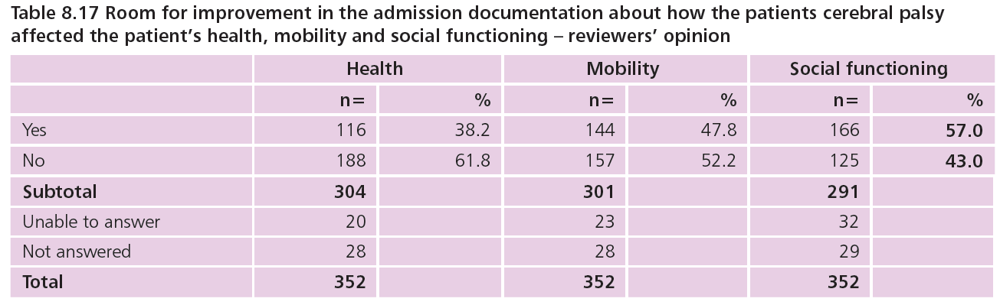 Table 8.17 Room for improvement in the admission documentation about how the patients cerebral palsy
affected the patient’s health, mobility and social functioning – reviewers’ opinion
Health Mobility Social functioning
n= % n= % n= %
Yes 116 38.2 144 47.8 166 57.0
No 188 61.8 157 52.2 125 43.0
Subtotal 304 301 291
Unable to answer 20 23 32
Not answered 28 28 29
Total 352 352 352